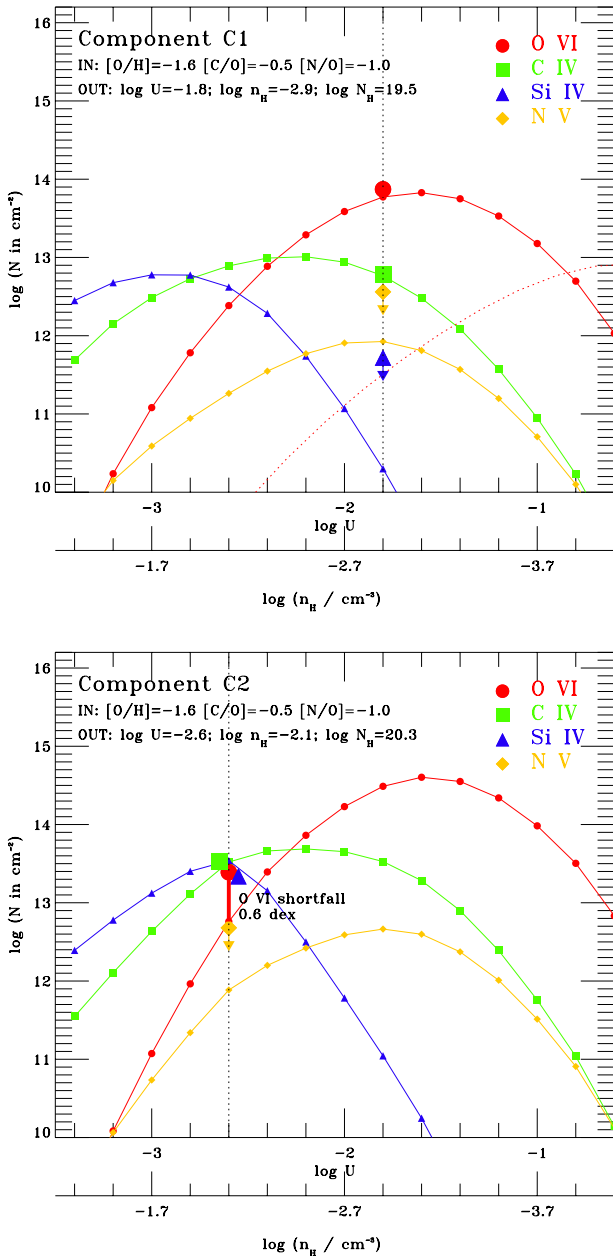 Component C1
IN: [O/H]=−1.6 [C/O]=−0.5 [N/O]=−1.0
OUT: log U=−1.8; log n_H=−2.9; log N_H=19.5
O VI
C IV
Si IV
N V
16
15
14
13
12
11
10
log (N in cm⁻²)
−3 −2 −1
log U
−1.7 −2.7 −3.7
log (n_H / cm⁻³)
Component C2
IN: [O/H]=−1.6 [C/O]=−0.5 [N/O]=−1.0
OUT: log U=−2.6; log n_H=−2.1; log N_H=20.3
O VI
C IV
Si IV
N V
16
15
14
13
12
11
10
log (N in cm⁻²)
O VI shortfall
0.6 dex
−3 −2 −1
log U
−1.7 −2.7 −3.7
log (n_H / cm⁻³)